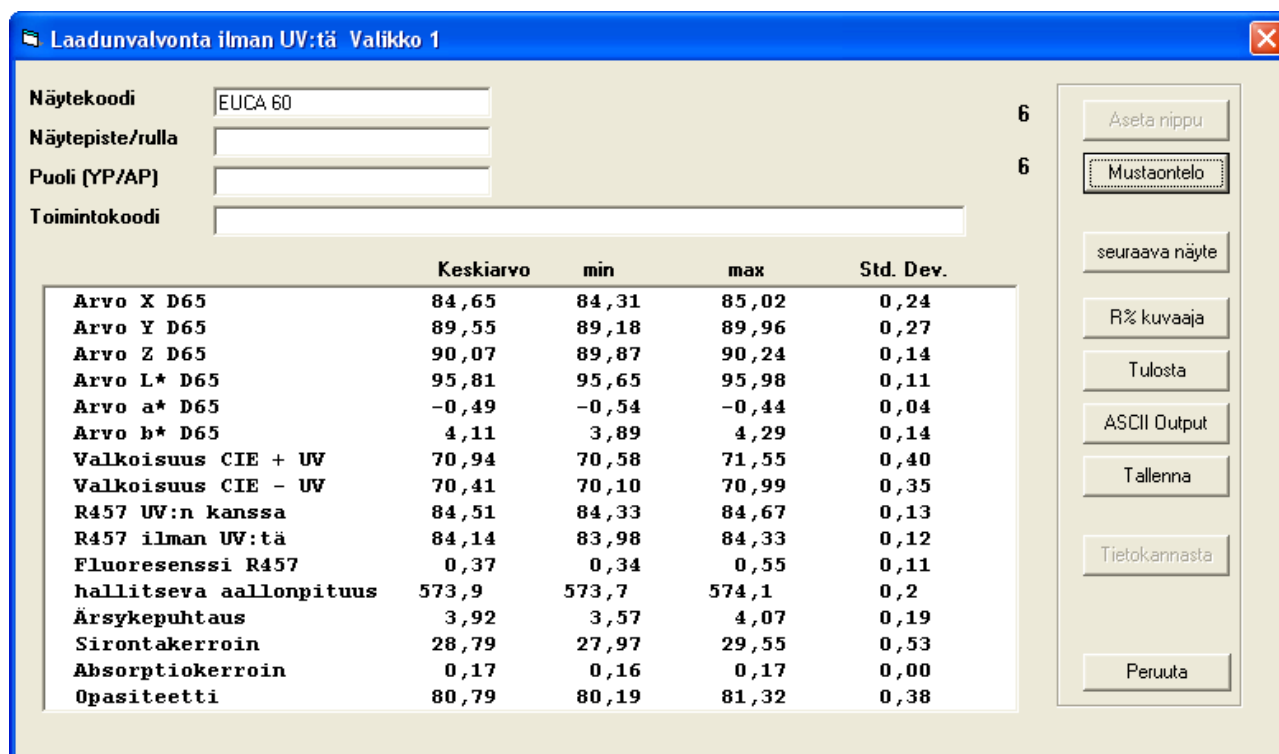 Laadunvalvonta ilman UV:tä Valikko 1
Näytekoodi EUCA 60
Näytepiste/rulla
Puoli (YP/AP)
Toimintokoodi
6
6
Aseta nippu
Mustaontelo
seuraava näyte
R% kuvaaja
Tulosta
ASCII Output
Tallenna
Tietokannasta
Peruuta
Keskiarvo min max Std. Dev.
Arvo X D65 84,65 84,31 85,02 0,24
Arvo Y D65 89,55 89,18 89,96 0,27
Arvo Z D65 90,07 89,87 90,24 0,14
Arvo L* D65 95,81 95,65 95,98 0,11
Arvo a* D65 -0,49 -0,54 -0,44 0,04
Arvo b* D65 4,11 3,89 4,29 0,14
Valkoisuus CIE + UV 70,94 70,58 71,55 0,40
Valkoisuus CIE - UV 70,41 70,10 70,99 0,35
R457 UV:n kanssa 84,51 84,33 84,67 0,13
R457 ilman UV:tä 84,14 83,98 84,33 0,12
Fluoresenssi R457 0,37 0,34 0,55 0,11
hallitseva aallonpituus 573,9 573,7 574,1 0,2
Ärsykepuhtaus 3,92 3,57 4,07 0,19
Sirontakerroin 28,79 27,97 29,55 0,53
Absorptiokerroin 0,17 0,16 0,17 0,00
Opasiteetti 80,79 80,19 81,32 0,38